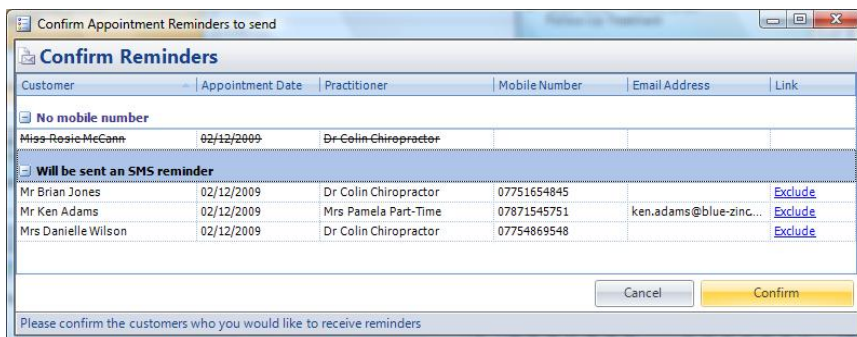 Follow-Up Treatment
Confirm Appointment Reminders to send
Confirm Reminders
Customer Appointment Date Practitioner Mobile Number Email Address Link
No mobile number
Miss Rosie McCann 02/12/2009 Dr Colin Chiropractor
Will be sent an SMS reminder
Mr Brian Jones 02/12/2009 Dr Colin Chiropractor 07751654845 Exclude
Mr Ken Adams 02/12/2009 Mrs Pamela Part-Time 07871545751 ken.adams@blue-zinc... Exclude
Mrs Danielle Wilson 02/12/2009 Dr Colin Chiropractor 07754869548 Exclude
Cancel Confirm
Please confirm the customers who you would like to receive reminders